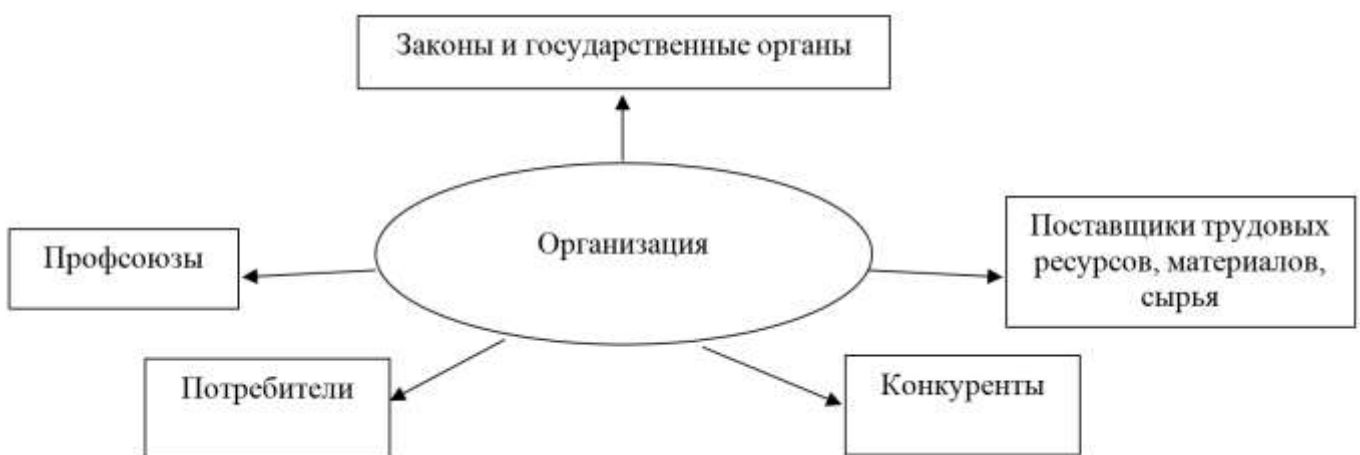 Законы и государственные органы
Организация
Профсоюзы
Поставщики трудовых
ресурсов, материалов,
сырья
Потребители
Конкуренты